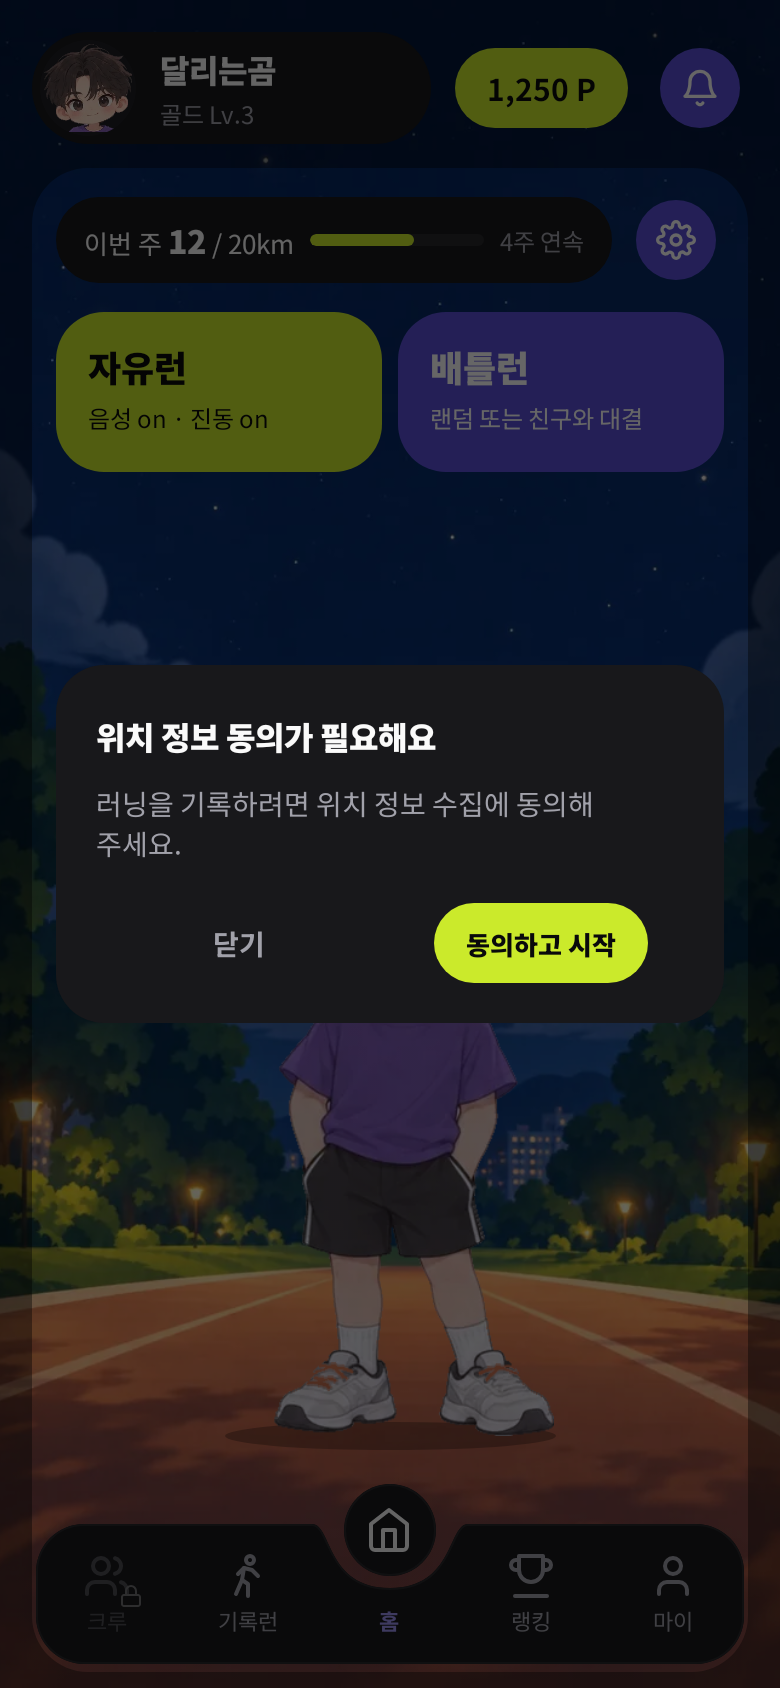 달리는곰
골드 Lv.3
1,250 P
이번 주 12 / 20km
4주 연속
자유런
음성 on · 진동 on
배틀런
랜덤 또는 친구와 대결
위치 정보 동의가 필요해요
러닝을 기록하려면 위치 정보 수집에 동의해
주세요.
닫기
동의하고 시작
크루
기록런
홈
랭킹
마이